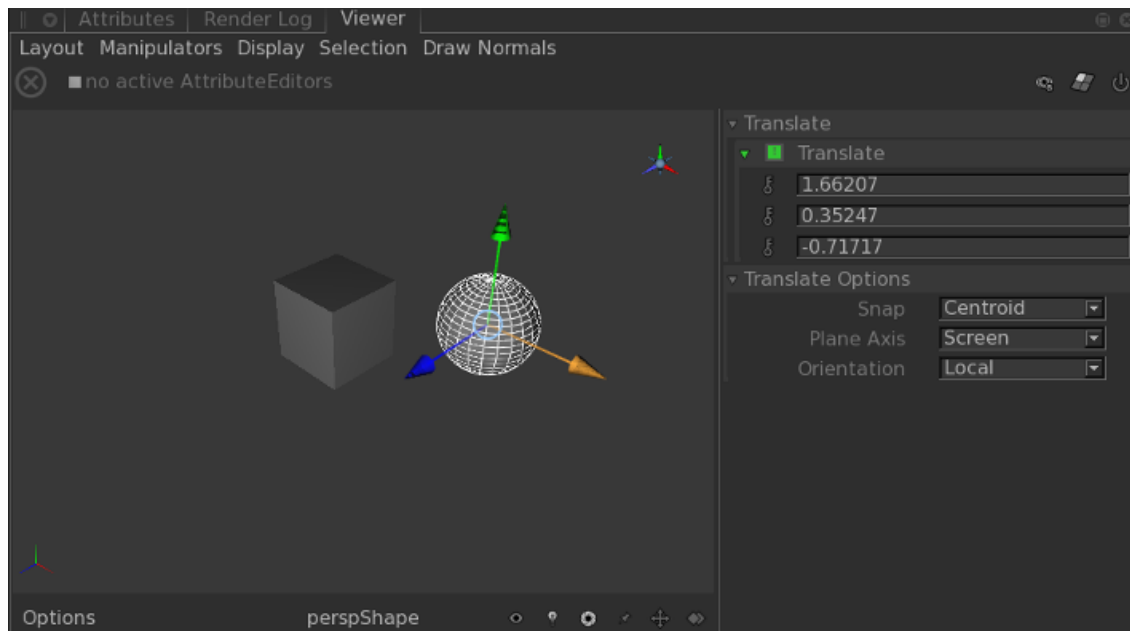 Attributes Render Log Viewer
Layout Manipulators Display Selection Draw Normals
no active AttributeEditors
Translate
Translate
1.66207
0.35247
-0.71717
Translate Options
Snap Centroid
Plane Axis Screen
Orientation Local
Options perspShape